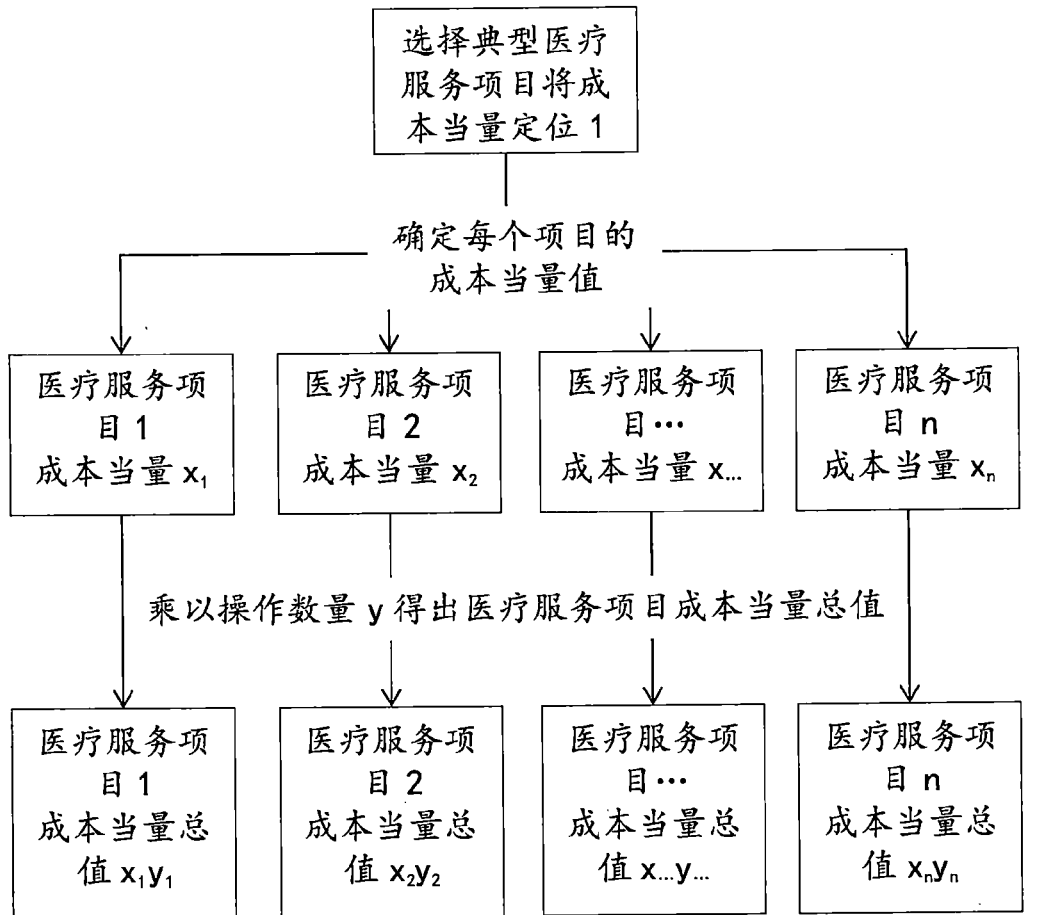 选择典型医疗
服务项目将成
本当量定位 1
确定每个项目的
成本当量值
医疗服务项
目 1
成本当量 x₁
医疗服务项
目 2
成本当量 x₂
医疗服务项
目…
成本当量 x…
医疗服务项
目 n
成本当量 xₙ
乘以操作数量 y 得出医疗服务项目成本当量总值
医疗服务项
目 1
成本当量总
值 x₁y₁
医疗服务项
目 2
成本当量总
值 x₂y₂
医疗服务项
目…
成本当量总
值 x…y…
医疗服务项
目 n
成本当量总
值 xₙyₙ